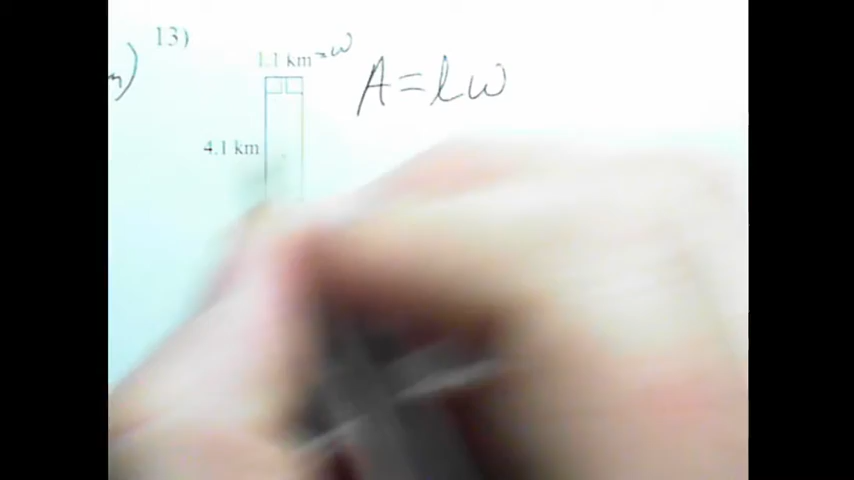 13)
1.1 km = w
A = lw
4.1 km